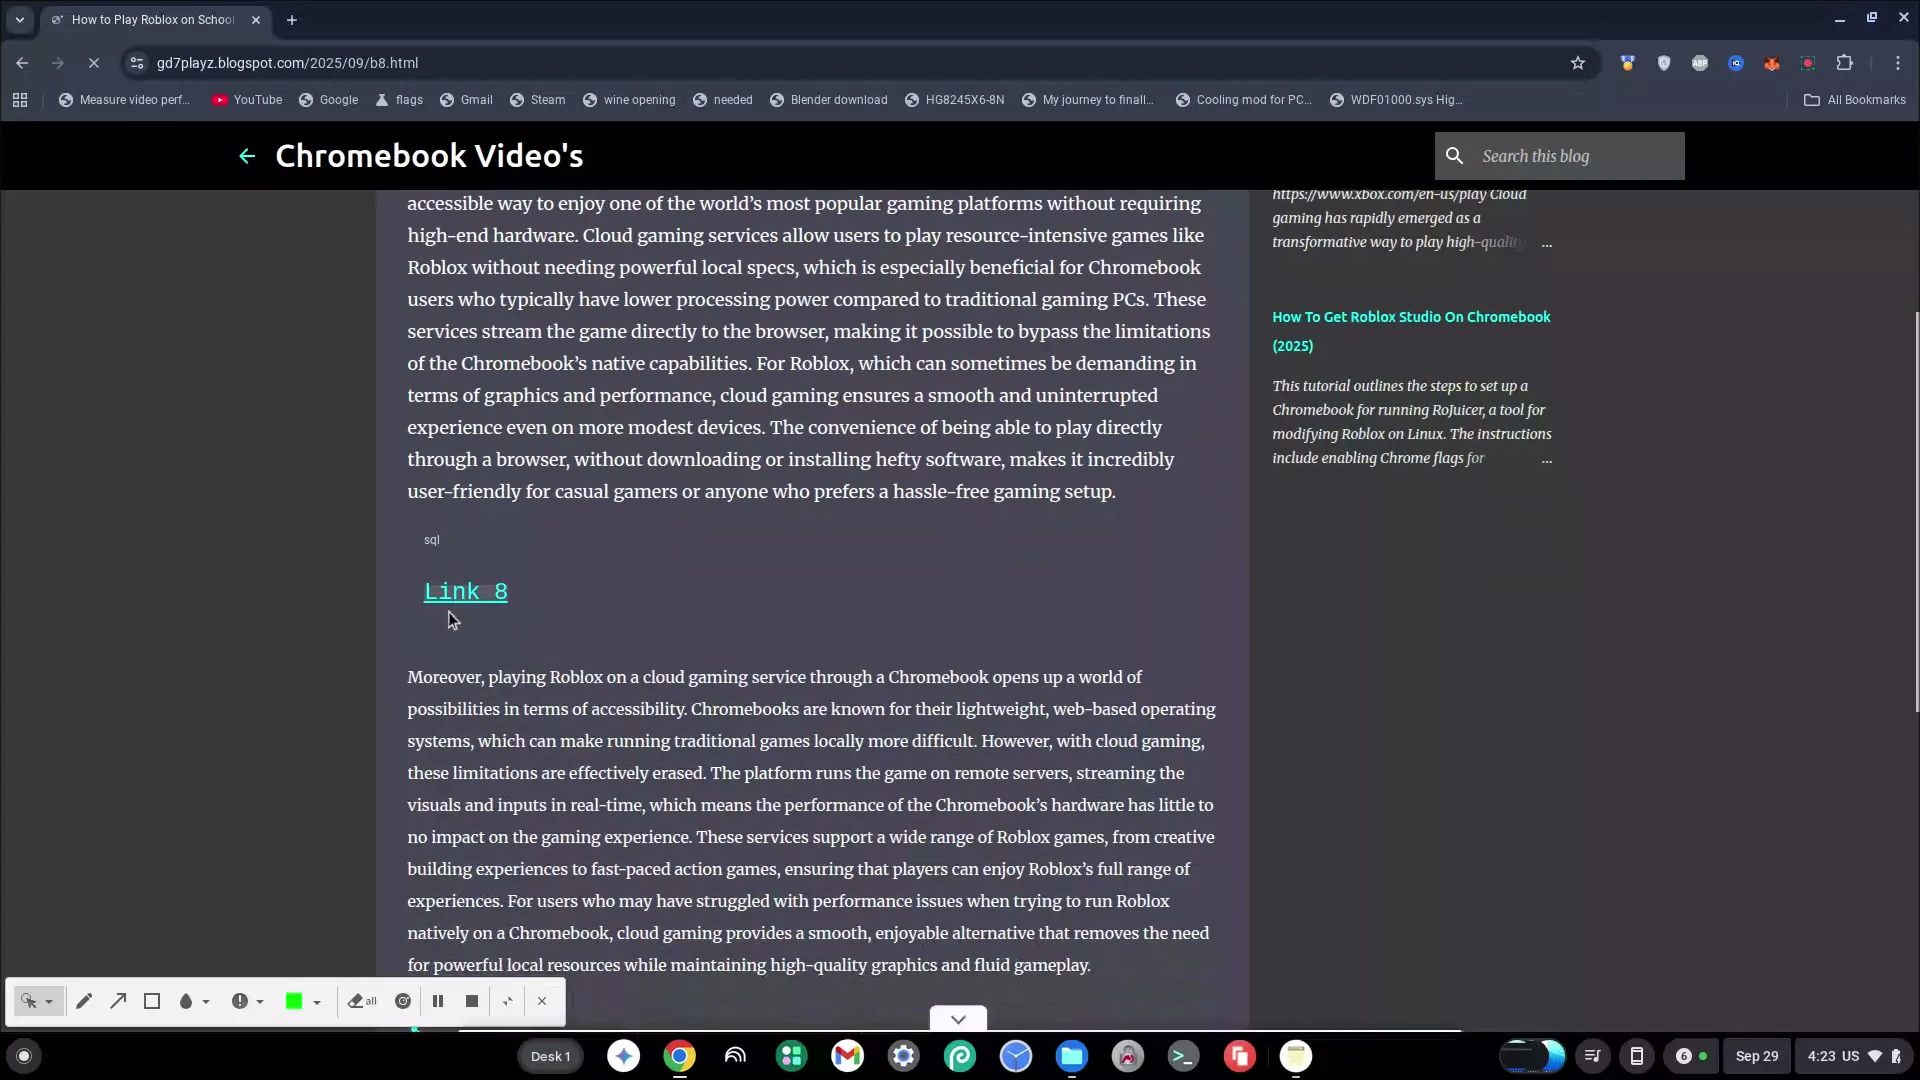 How to Play Roblox on School
gd7playz.blogspot.com/2025/09/b8.html
Measure video perf...
YouTube
Google
flags
Gmail
Steam
wine opening
needed
Blender download
HG8245X6-8N
My journey to finall...
Cooling mod for PC...
WDF01000.sys Hig...
All Bookmarks
Chromebook Video's
Search this blog
accessible way to enjoy one of the world’s most popular gaming platforms without requiring
high-end hardware. Cloud gaming services allow users to play resource-intensive games like
Roblox without needing powerful local specs, which is especially beneficial for Chromebook
users who typically have lower processing power compared to traditional gaming PCs. These
services stream the game directly to the browser, making it possible to bypass the limitations
of the Chromebook’s native capabilities. For Roblox, which can sometimes be demanding in
terms of graphics and performance, cloud gaming ensures a smooth and uninterrupted
experience even on more modest devices. The convenience of being able to play directly
through a browser, without downloading or installing hefty software, makes it incredibly
user-friendly for casual gamers or anyone who prefers a hassle-free gaming setup.
sql
Link 8
Moreover, playing Roblox on a cloud gaming service through a Chromebook opens up a world of
possibilities in terms of accessibility. Chromebooks are known for their lightweight, web-based operating
systems, which can make running traditional games locally more difficult. However, with cloud gaming,
these limitations are effectively erased. The platform runs the game on remote servers, streaming the
visuals and inputs in real-time, which means the performance of the Chromebook’s hardware has little to
no impact on the gaming experience. These services support a wide range of Roblox games, from creative
building experiences to fast-paced action games, ensuring that players can enjoy Roblox’s full range of
experiences. For users who may have struggled with performance issues when trying to run Roblox
natively on a Chromebook, cloud gaming provides a smooth, enjoyable alternative that removes the need
for powerful local resources while maintaining high-quality graphics and fluid gameplay.
https://www.xbox.com/en-us/play Cloud
gaming has rapidly emerged as a
transformative way to play high-quality ...
How To Get Roblox Studio On Chromebook
(2025)
This tutorial outlines the steps to set up a
Chromebook for running RoJuicer, a tool for
modifying Roblox on Linux. The instructions
include enabling Chrome flags for ...
all
Desk 1
6
Sep 29
4:23 US